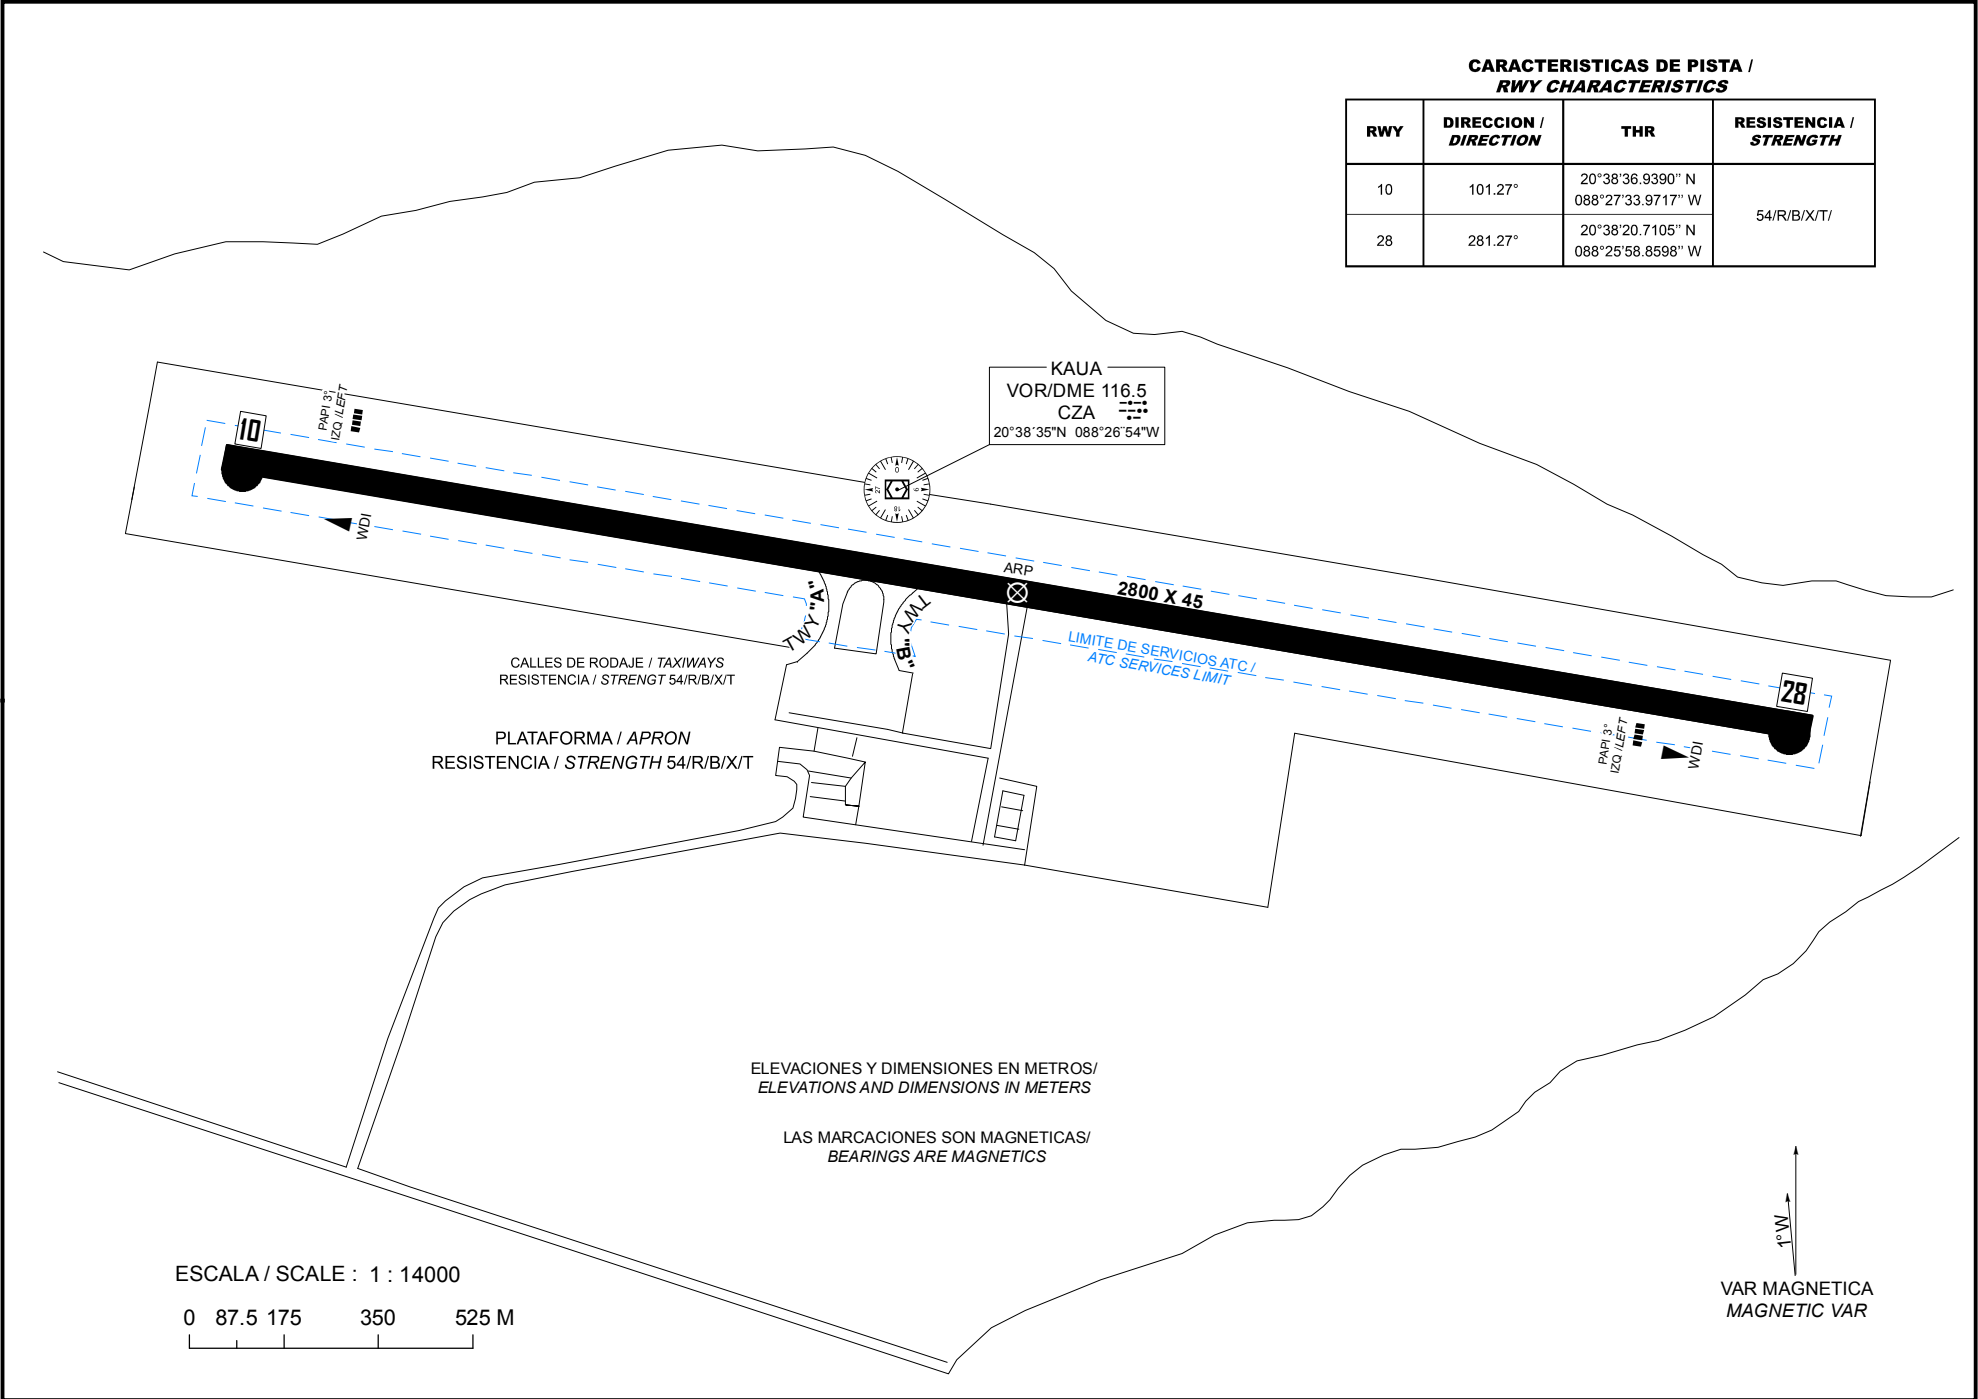 CARACTERISTICAS DE PISTA /
RWY CHARACTERISTICS
RWY DIRECCION / DIRECTION THR RESISTENCIA / STRENGTH
10 101.27° 20°38'36.9390" N
088°27'33.9717" W
54/R/B/X/T/
28 281.27° 20°38'20.7105" N
088°25'58.8598" W
KAUA
VOR/DME 116.5
CZA
20°38´35"N 088°26¨54"W
PAPI 3°
IZQ /LEFT
10
0
9
18
27
WDI
ARP
2800 X 45
TWY "A"
TWY "B"
LIMITE DE SERVICIOS ATC /
ATC SERVICES LIMIT
CALLES DE RODAJE / TAXIWAYS
RESISTENCIA / STRENGT 54/R/B/X/T
28
PLATAFORMA / APRON
RESISTENCIA / STRENGTH 54/R/B/X/T
PAPI 3°
IZQ /LEFT
WDI
ELEVACIONES Y DIMENSIONES EN METROS/
ELEVATIONS AND DIMENSIONS IN METERS
LAS MARCACIONES SON MAGNETICAS/
BEARINGS ARE MAGNETICS
1° W
VAR MAGNETICA
MAGNETIC VAR
ESCALA / SCALE : 1 : 14000
0 87.5 175 350 525 M